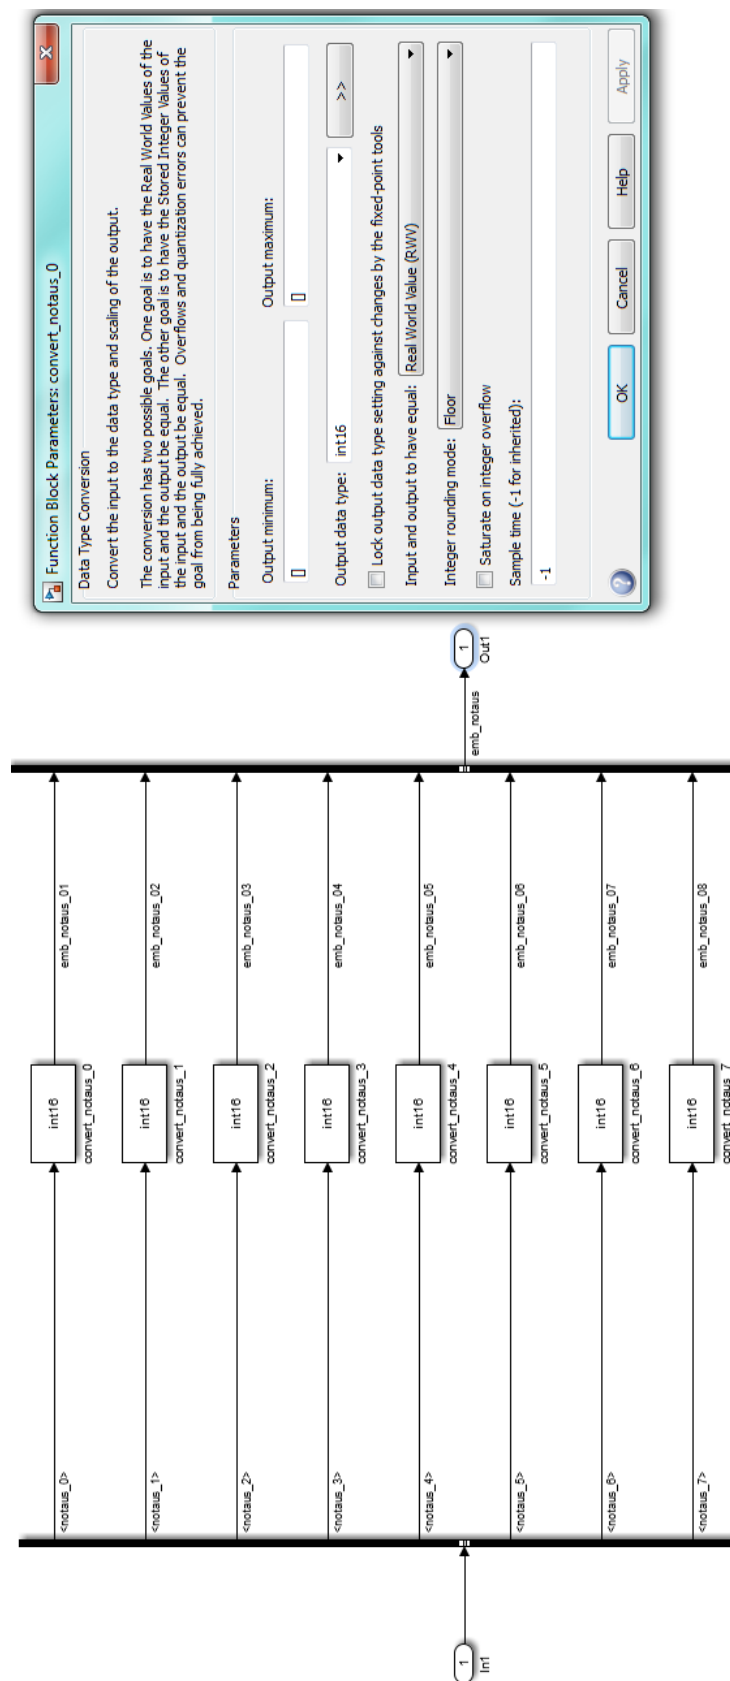 1
In1
<notaus_0>
int16
convert_notaus_0
emb_notaus_01
<notaus_1>
int16
convert_notaus_1
emb_notaus_02
<notaus_2>
int16
convert_notaus_2
emb_notaus_03
<notaus_3>
int16
convert_notaus_3
emb_notaus_04
<notaus_4>
int16
convert_notaus_4
emb_notaus_05
<notaus_5>
int16
convert_notaus_5
emb_notaus_06
<notaus_6>
int16
convert_notaus_6
emb_notaus_07
<notaus_7>
int16
convert_notaus_7
emb_notaus_08
emb_notaus
1
Out1
Function Block Parameters: convert_notaus_0
X
Data Type Conversion
Convert the input to the data type and scaling of the output.
The conversion has two possible goals. One goal is to have the Real World Values of the
input and the output be equal. The other goal is to have the Stored Integer Values of
the input and the output be equal. Overflows and quantization errors can prevent the
goal from being fully achieved.
Parameters
Output minimum:
Output maximum:
[]
[]
Output data type: int16
>>
Lock output data type setting against changes by the fixed-point tools
Input and output to have equal: Real World Value (RWV)
Integer rounding mode: Floor
Saturate on integer overflow
Sample time (-1 for inherited):
-1
?
OK
Cancel
Help
Apply